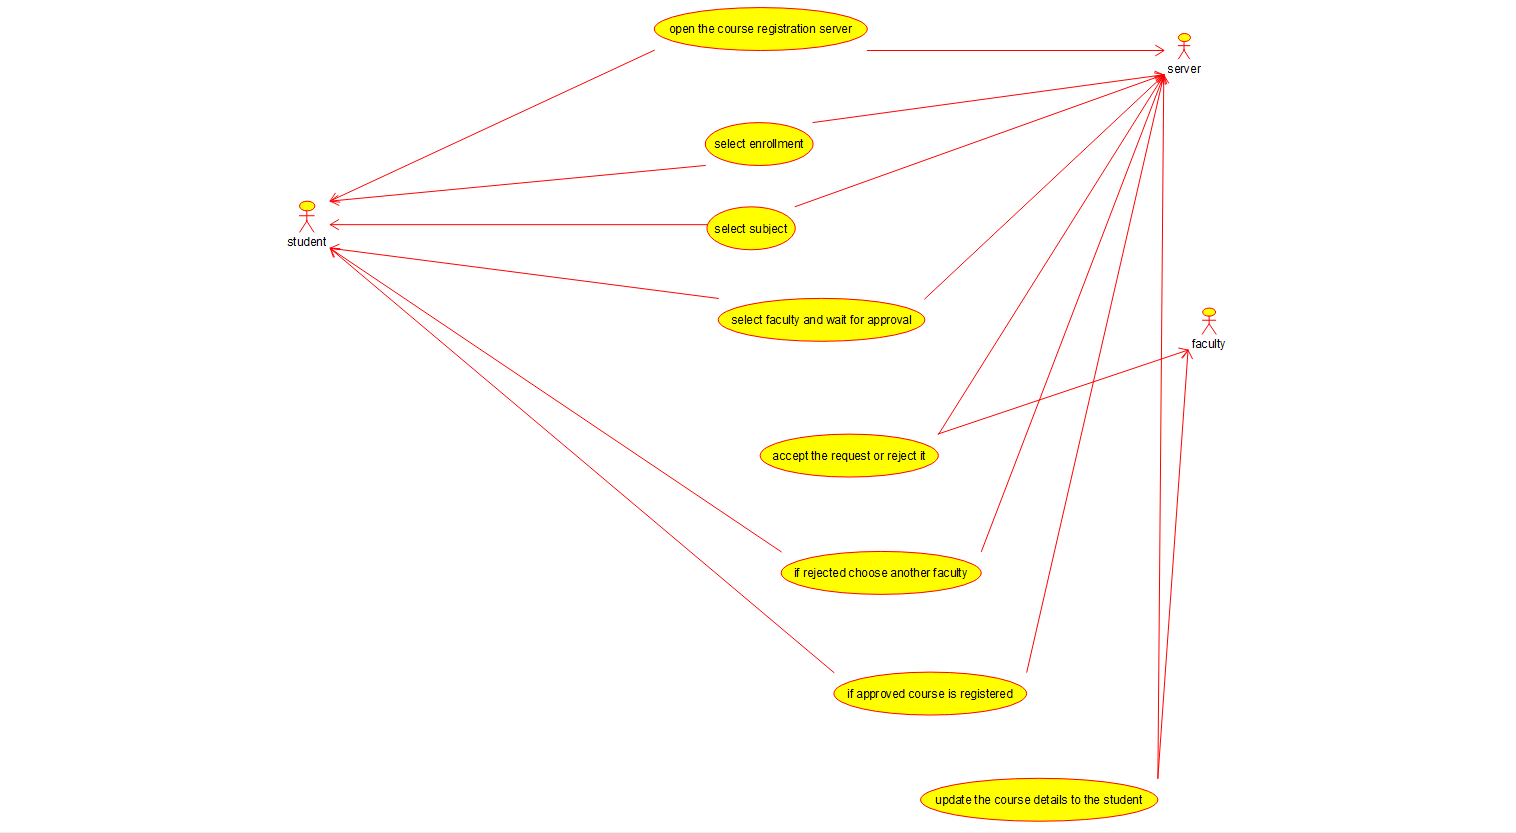 open the course registration server
server
select enrollment
select subject
student
select faculty and wait for approval
faculty
accept the request or reject it
if rejected choose another faculty
if approved course is registered
update the course details to the student